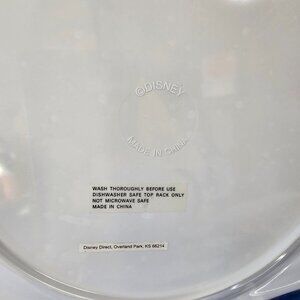 ©DISNEY
MADE IN CHINA
WASH THOROUGHLY BEFORE USE
DISHWASHER SAFE TOP RACK ONLY
NOT MICROWAVE SAFE
MADE IN CHINA
Disney Direct, Overland Park, KS 66214